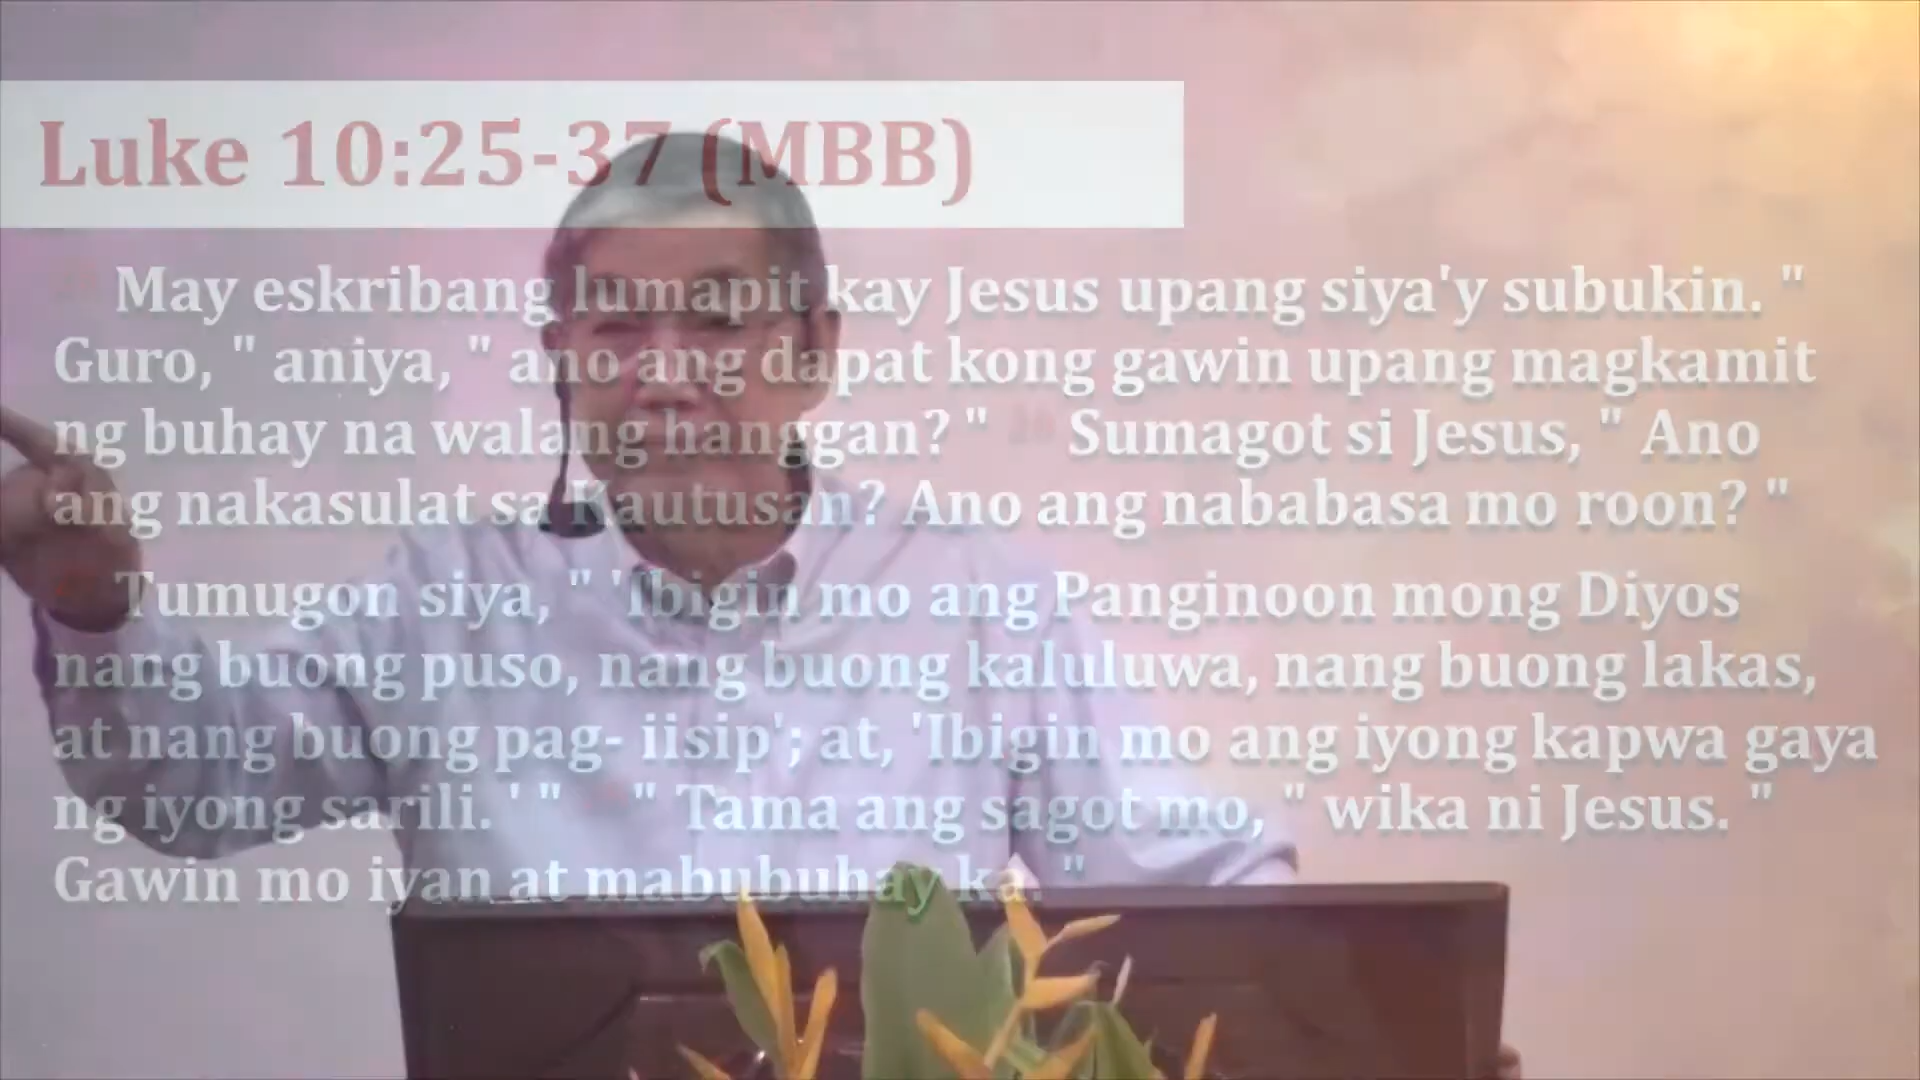 Luke 10:25-37 (MBB)
May eskribang lumapit kay Jesus upang siya'y subukin. "
Guro, " aniya, " ano ang dapat kong gawin upang magkamit
ng buhay na walang hanggan? " 26 Sumagot si Jesus, " Ano
ang nakasulat sa Kautusan? Ano ang nababasa mo roon? "
Tumugon siya, " 'Ibigin mo ang Panginoon mong Diyos
nang buong puso, nang buong kaluluwa, nang buong lakas,
at nang buong pag- iisip'; at, 'Ibigin mo ang iyong kapwa gaya
ng iyong sarili. ' " " Tama ang sagot mo, " wika ni Jesus. "
Gawin mo iyan at mabubuhay ka. "